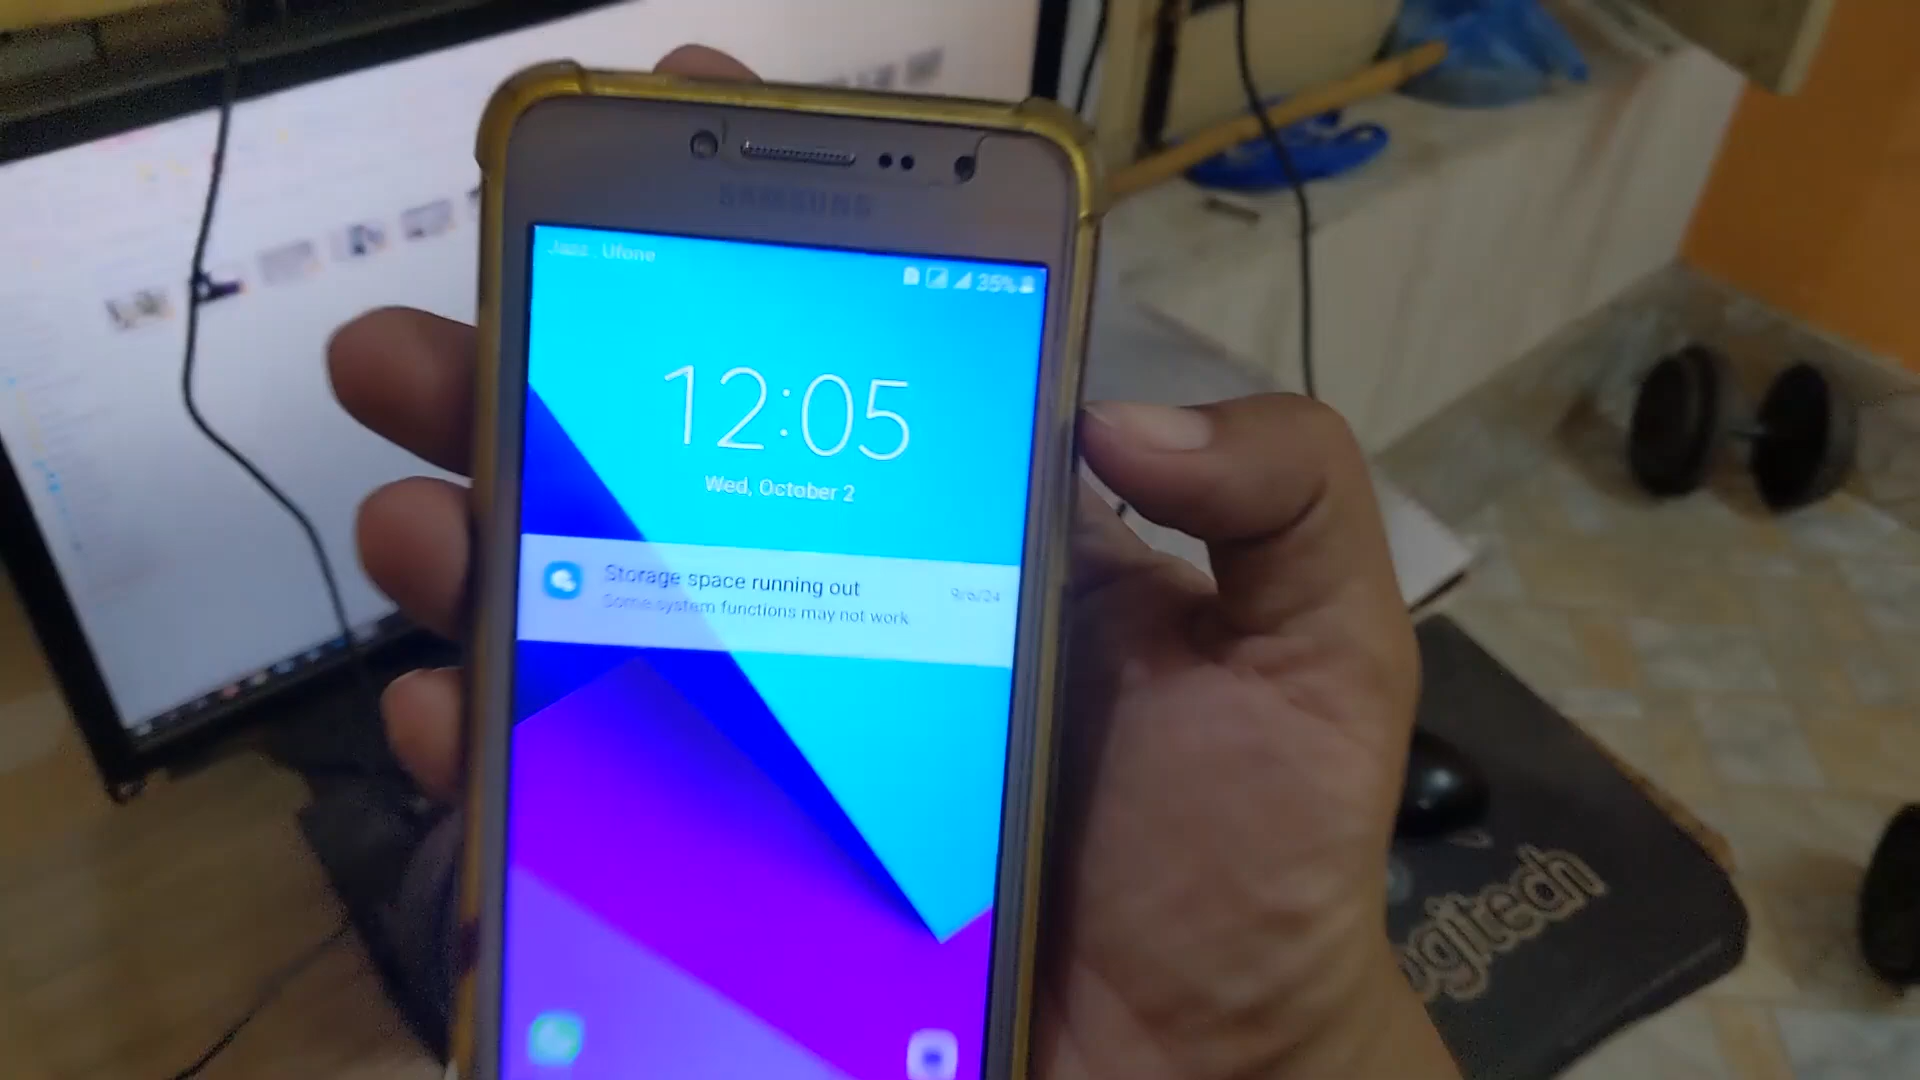 SAMSUNG
Jazz . Ufone
35%
12:05
Wed, October 2
Storage space running out
9/6/24
Some system functions may not work
Logitech